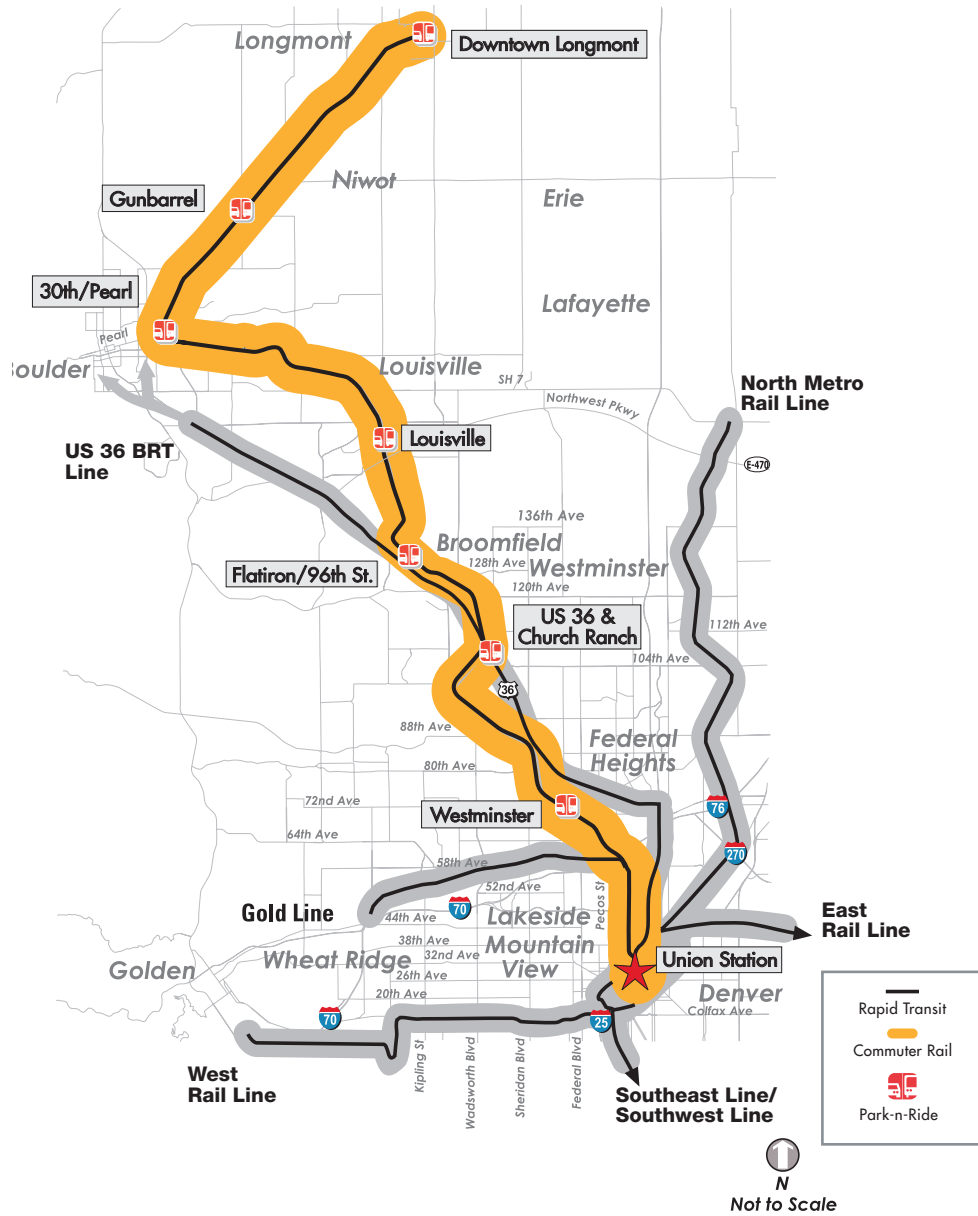 Longmont
Downtown Longmont
Niwot
Gunbarrel
Erie
30th/Pearl
Lafayette
Pearl
oulder
Louisville
SH 7
North Metro
Rail Line
Northwest Pkwy
US 36 BRT
Line
Louisville
E-470
136th Ave
Broomfield
128th Ave
Westminster
Flatiron/96th St.
120th Ave
US 36 &
Church Ranch
112th Ave
104th Ave
36
88th Ave
Federal
Heights
80th Ave
72nd Ave
76
Westminster
64th Ave
270
58th Ave
52nd Ave
Pecos St
70
Gold Line
44th Ave
Lakeside
East
Rail Line
38th Ave
Mountain
View
32nd Ave
Wheat Ridge
Golden
26th Ave
Union Station
20th Ave
Denver
Colfax Ave
70
25
West
Rail Line
Kipling St
Wadsworth Blvd
Sheridan Blvd
Federal Blvd
Southeast Line/
Southwest Line
Rapid Transit
Commuter Rail
Park-n-Ride
N
Not to Scale